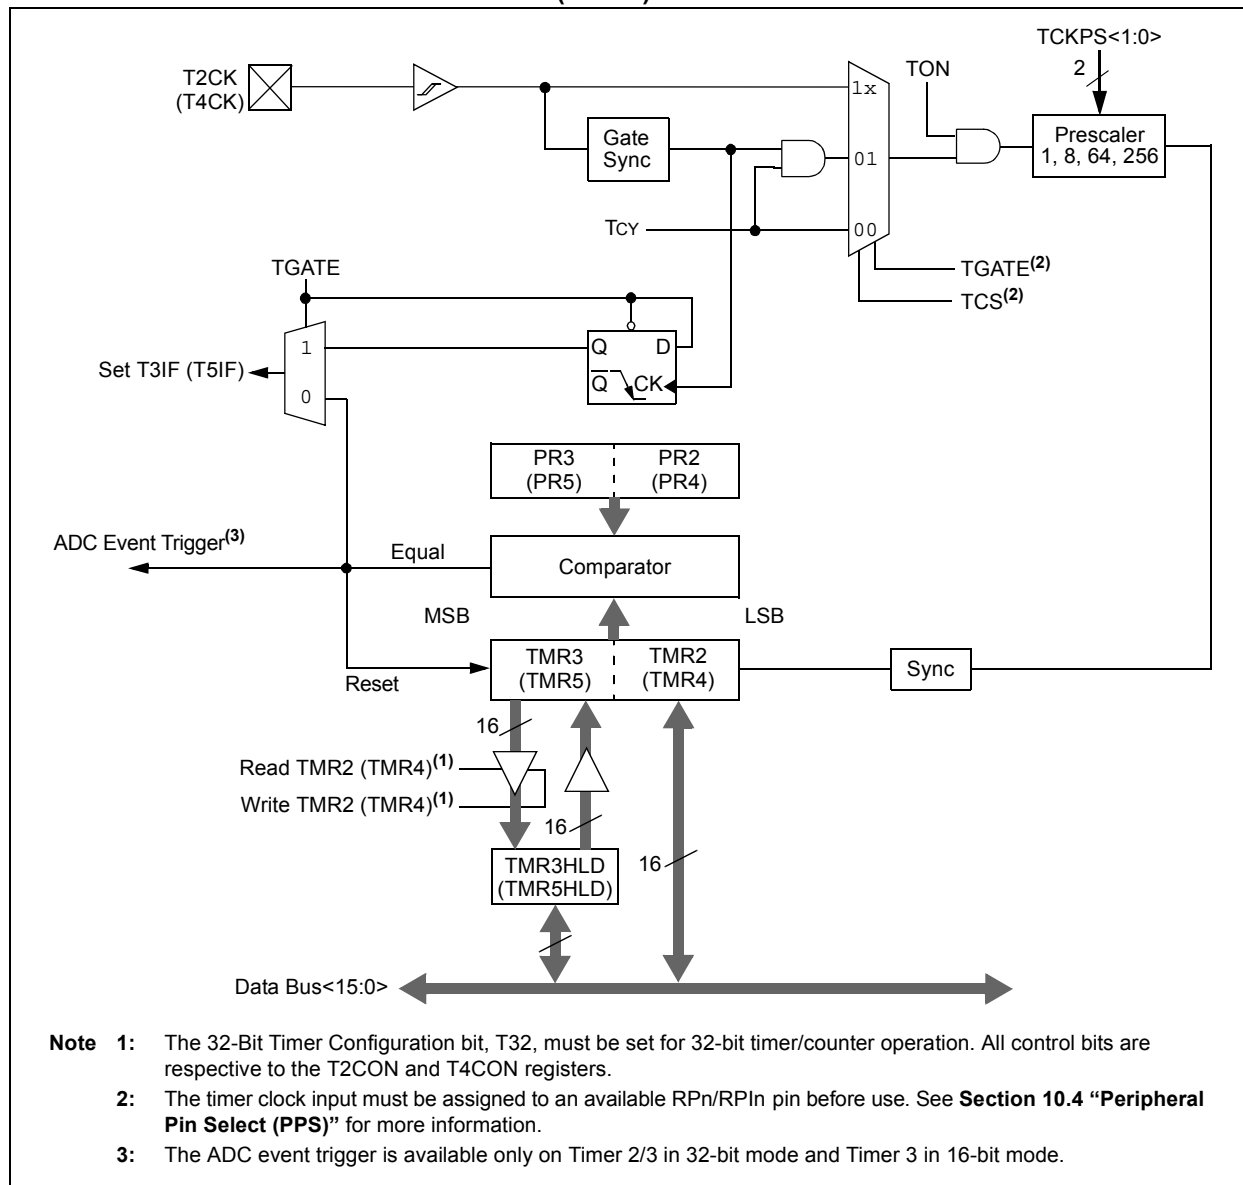 TCKPS<1:0>
2
TON
T2CK
(T4CK)
1x
Gate
Sync
01
Prescaler
1, 8, 64, 256
TCY
00
TGATE(2)
TCS(2)
TGATE
1
Q D
Set T3IF (T5IF)
Q CK
0
PR3 PR2
(PR5) (PR4)
ADC Event Trigger(3)
Equal
Comparator
MSB LSB
TMR3 TMR2
(TMR5) (TMR4)
Sync
Reset
16
Read TMR2 (TMR4)(1)
Write TMR2 (TMR4)(1)
16
16
TMR3HLD
(TMR5HLD)
Data Bus<15:0>
Note 1: The 32-Bit Timer Configuration bit, T32, must be set for 32-bit timer/counter operation. All control bits are
respective to the T2CON and T4CON registers.
2: The timer clock input must be assigned to an available RPn/RPIn pin before use. See Section 10.4 “Peripheral
Pin Select (PPS)” for more information.
3: The ADC event trigger is available only on Timer 2/3 in 32-bit mode and Timer 3 in 16-bit mode.